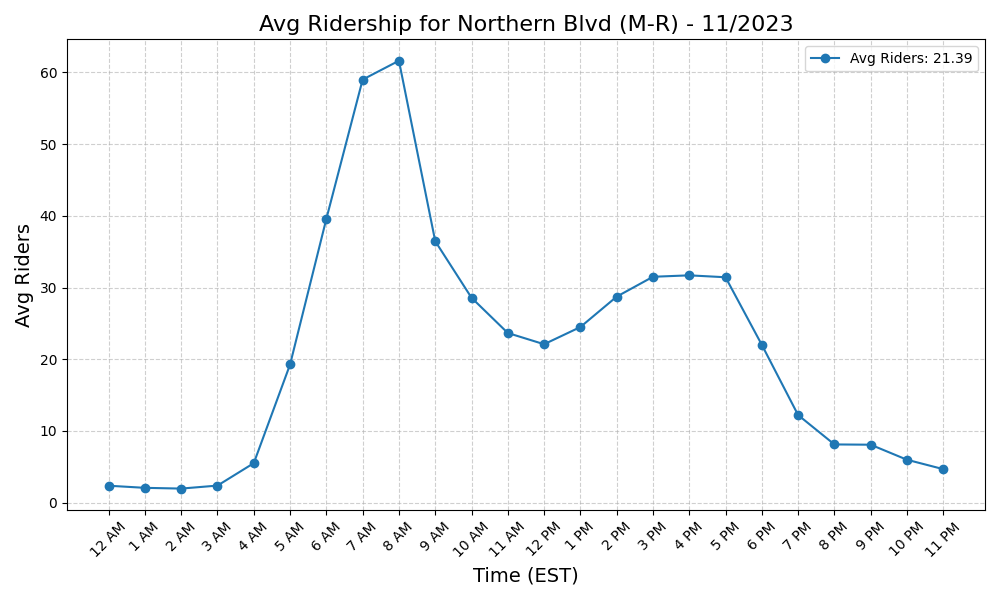 Avg Ridership for Northern Blvd (M-R) - 11/2023
Avg Riders: 21.39
60
50
40
30
20
10
0
Avg Riders
12 AM
1 AM
2 AM
3 AM
4 AM
5 AM
6 AM
7 AM
8 AM
9 AM
10 AM
11 AM
12 PM
1 PM
2 PM
3 PM
4 PM
5 PM
6 PM
7 PM
8 PM
9 PM
10 PM
11 PM
Time (EST)